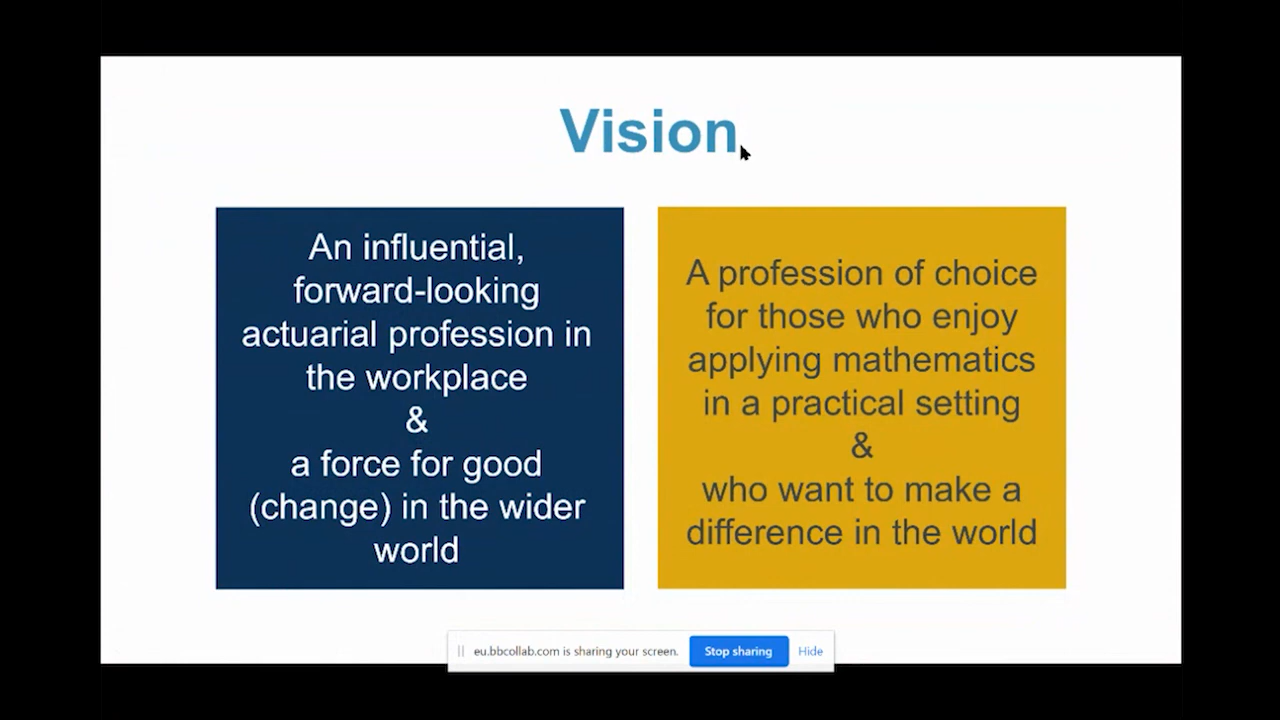 Vision
An influential,
forward-looking
actuarial profession in
the workplace
&
a force for good
(change) in the wider
world
A profession of choice
for those who enjoy
applying mathematics
in a practical setting
&
who want to make a
difference in the world
eu.bbcollab.com is sharing your screen. Stop sharing Hide